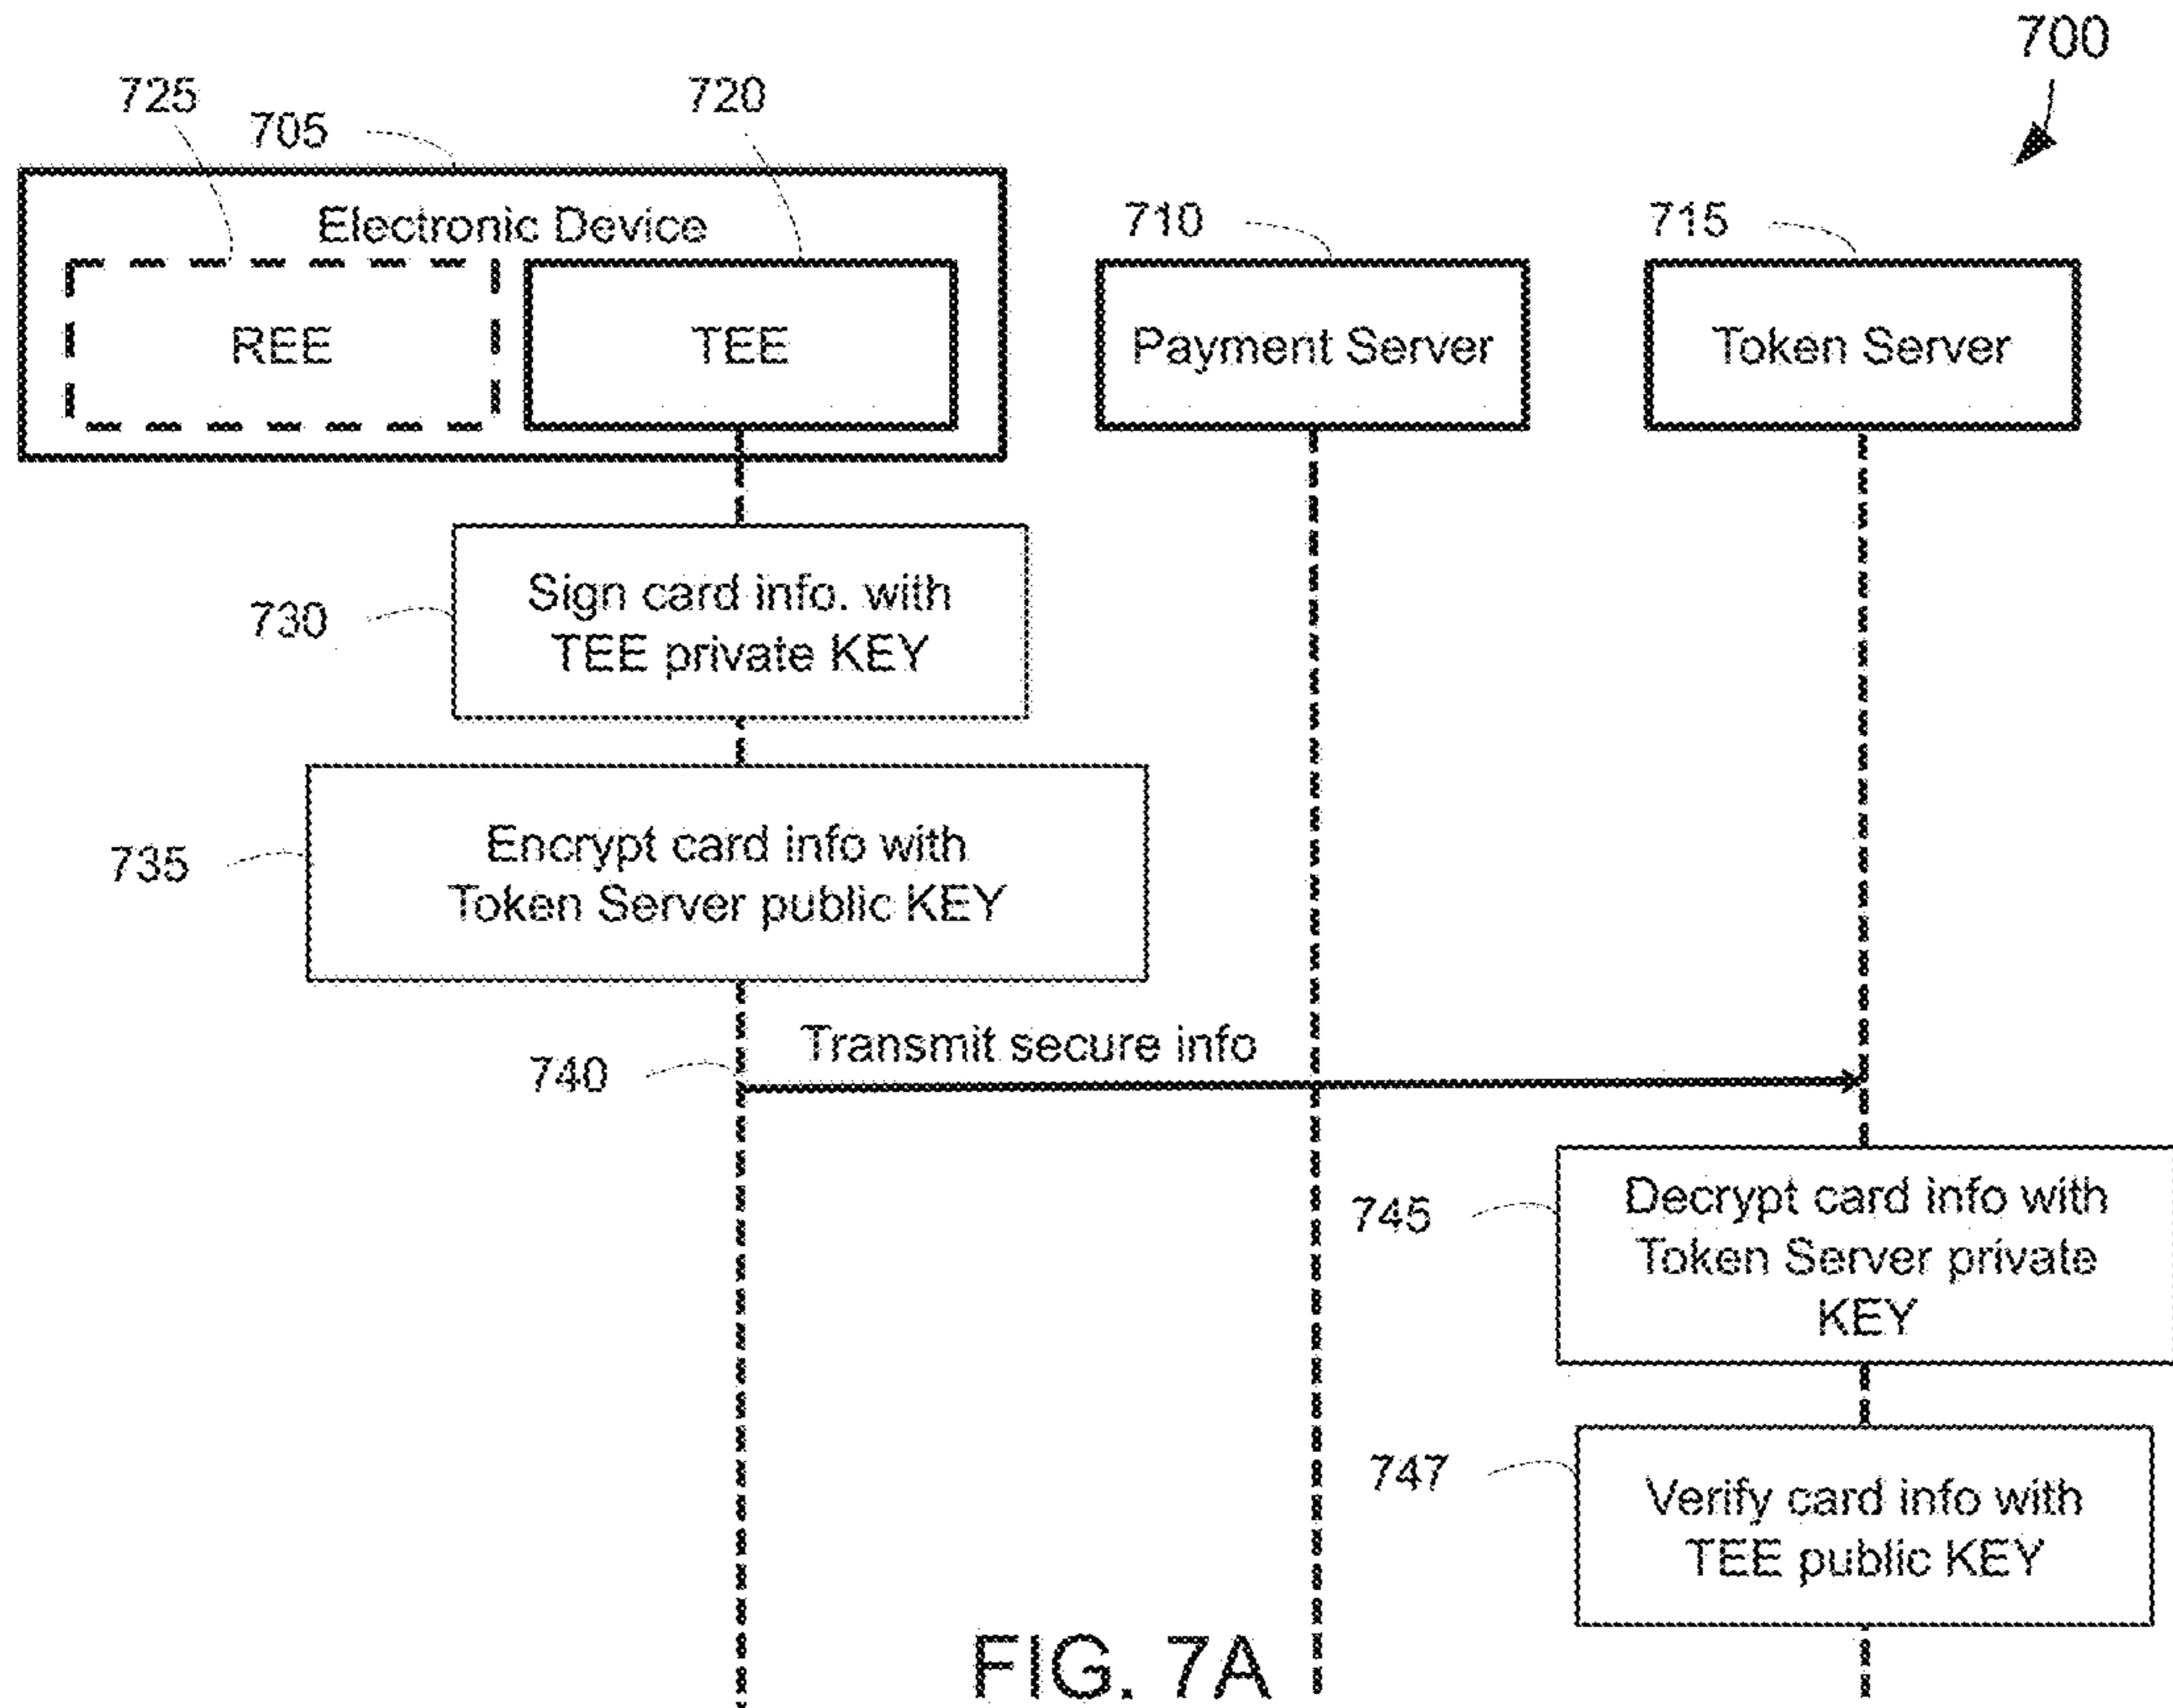 700
725
705
720
Electronic Device
710
715
REE
TEE
Payment Server
Token Server
730
Sign card info. with
TEE private KEY
735
Encrypt card info with
Token Server public KEY
740
Transmit secure info
745
Decrypt card info with
Token Server private
KEY
747
Verify card info with
TEE public KEY
FIG. 7A